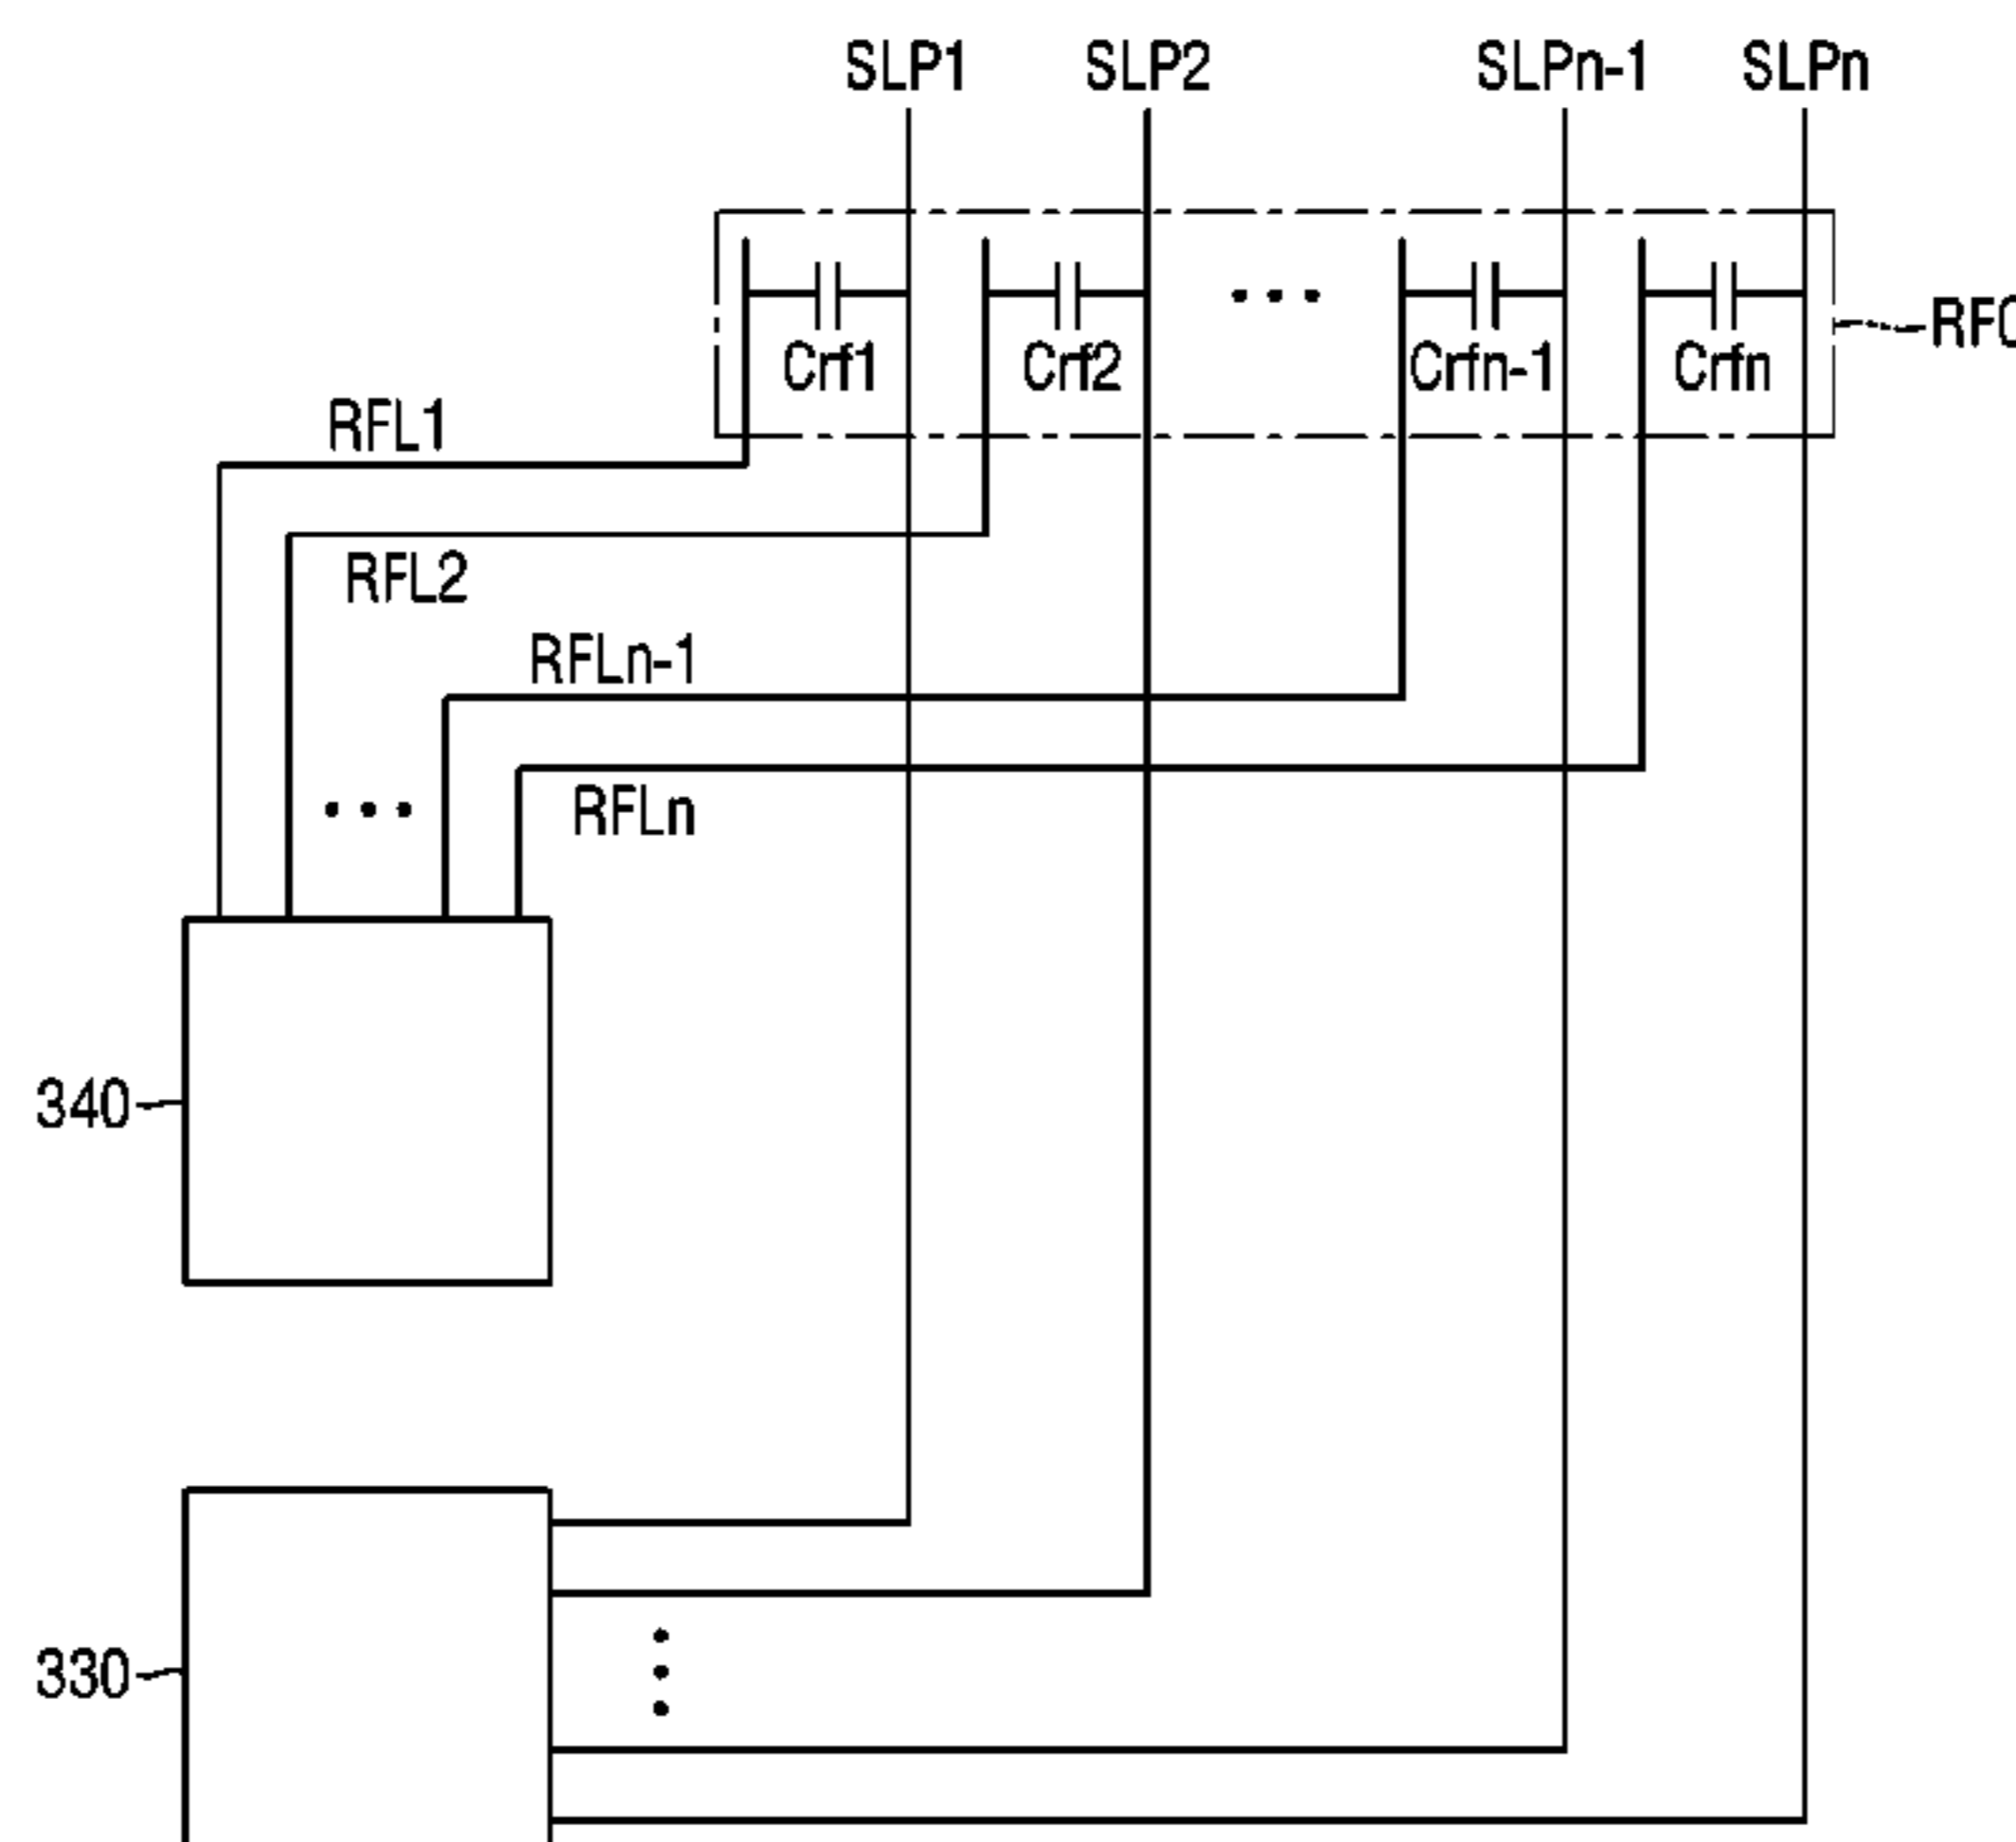 SLP1 SLP2 SLPn-1 SLPn
Crf1 Crf2 Crfn-1 Crfn
RFL1
RFL2
RFLn-1
RFLn
340
330